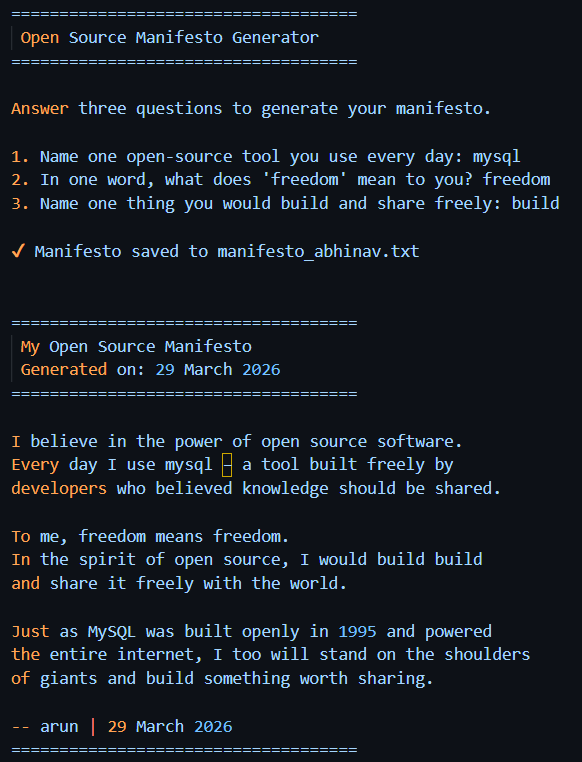 ====================================
Open Source Manifesto Generator
====================================
Answer three questions to generate your manifesto.
1. Name one open-source tool you use every day: mysql
2. In one word, what does 'freedom' mean to you? freedom
3. Name one thing you would build and share freely: build
✓ Manifesto saved to manifesto_abhinav.txt
====================================
My Open Source Manifesto
Generated on: 29 March 2026
====================================
I believe in the power of open source software.
Every day I use mysql – a tool built freely by
developers who believed knowledge should be shared.
To me, freedom means freedom.
In the spirit of open source, I would build build
and share it freely with the world.
Just as MySQL was built openly in 1995 and powered
the entire internet, I too will stand on the shoulders
of giants and build something worth sharing.
-- arun | 29 March 2026
====================================